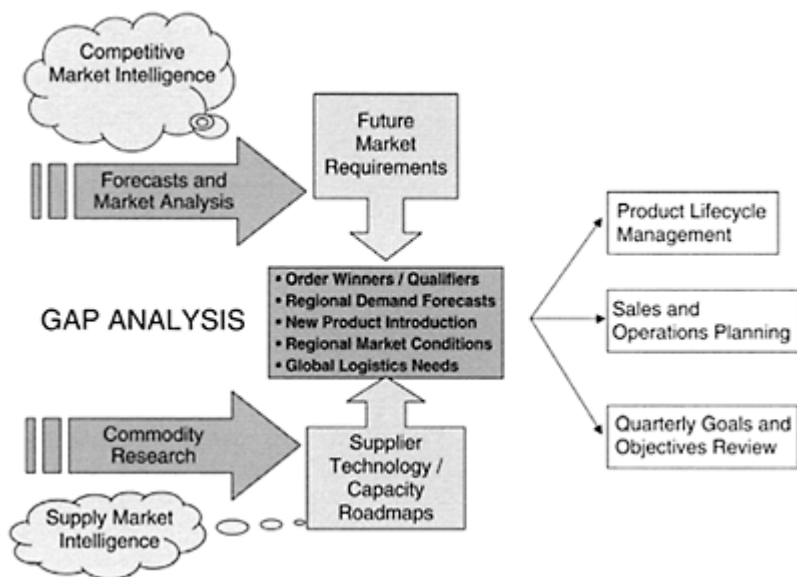 Competitive
Market Intelligence
Forecasts and
Market Analysis
Future
Market
Requirements
GAP ANALYSIS
• Order Winners / Qualifiers
• Regional Demand Forecasts
• New Product Introduction
• Regional Market Conditions
• Global Logistics Needs
Commodity
Research
Supply Market
Intelligence
Supplier
Technology /
Capacity
Roadmaps
Product Lifecycle
Management
Sales and
Operations Planning
Quarterly Goals and
Objectives Review